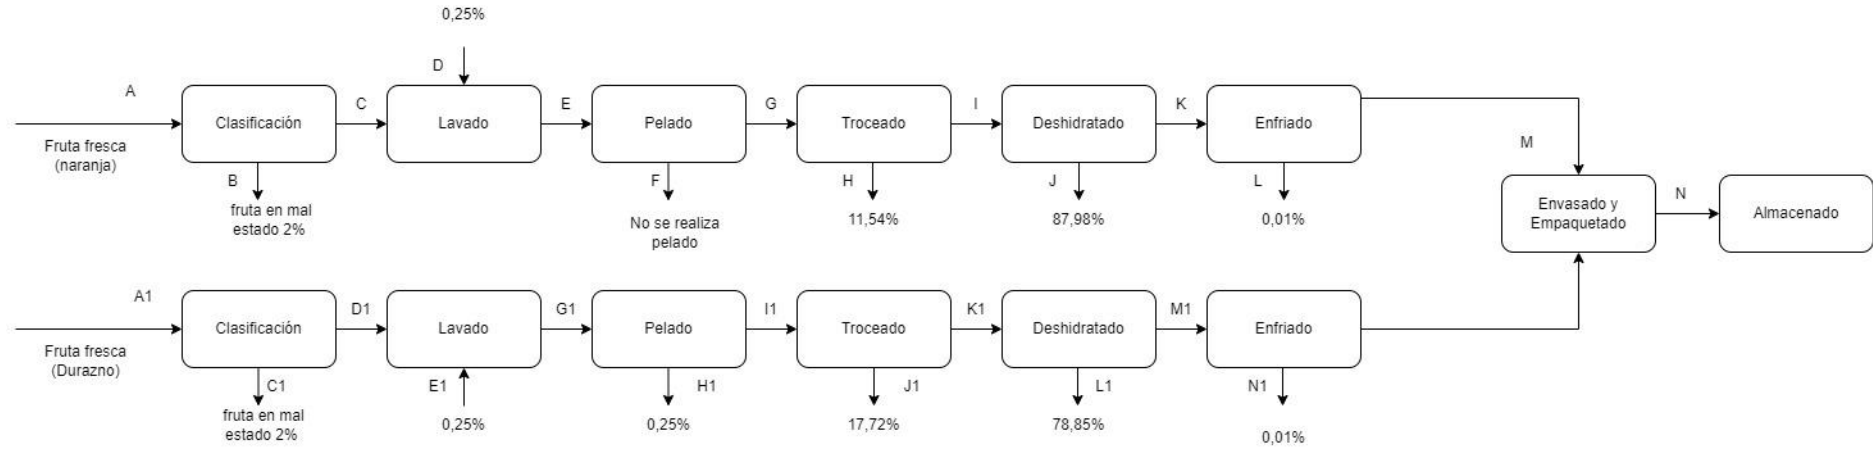 0,25%
D
A
C
E
G
I
K
Clasificación
Lavado
Pelado
Troceado
Deshidratado
Enfriado
Fruta fresca
(naranja)
B
F
H
J
L
M
fruta en mal
estado 2%
No se realiza
pelado
11,54%
87,98%
0,01%
Envasado y
Empaquetado
N
Almacenado
A1
D1
G1
I1
K1
M1
Clasificación
Lavado
Pelado
Troceado
Deshidratado
Enfriado
Fruta fresca
(Durazno)
C1
E1
H1
J1
L1
N1
fruta en mal
estado 2%
0,25%
0,25%
17,72%
78,85%
0,01%